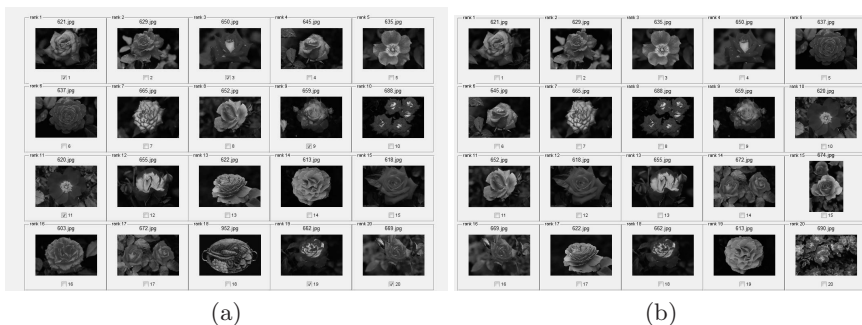 rank 1 rank 2 rank 3 rank 4 rank 5
621.jpg 629.jpg 650.jpg 645.jpg 635.jpg
1 2 3 4 5
rank 6 rank 7 rank 8 rank 9 rank 10
637.jpg 665.jpg 652.jpg 659.jpg 688.jpg
6 7 8 9 10
rank 11 rank 12 rank 13 rank 14 rank 15
620.jpg 655.jpg 622.jpg 613.jpg 618.jpg
11 12 13 14 15
rank 16 rank 17 rank 18 rank 19 rank 20
603.jpg 672.jpg 952.jpg 662.jpg 669.jpg
16 17 18 19 20
(a)
rank 1 rank 2 rank 3 rank 4 rank 5
621.jpg 629.jpg 635.jpg 650.jpg 637.jpg
1 2 3 4 5
rank 6 rank 7 rank 8 rank 9 rank 10
645.jpg 665.jpg 688.jpg 659.jpg 620.jpg
6 7 8 9 10
rank 11 rank 12 rank 13 rank 14 rank 15
652.jpg 618.jpg 655.jpg 672.jpg 674.jpg
11 12 13 14 15
rank 16 rank 17 rank 18 rank 19 rank 20
669.jpg 622.jpg 662.jpg 613.jpg 690.jpg
16 17 18 19 20
(b)